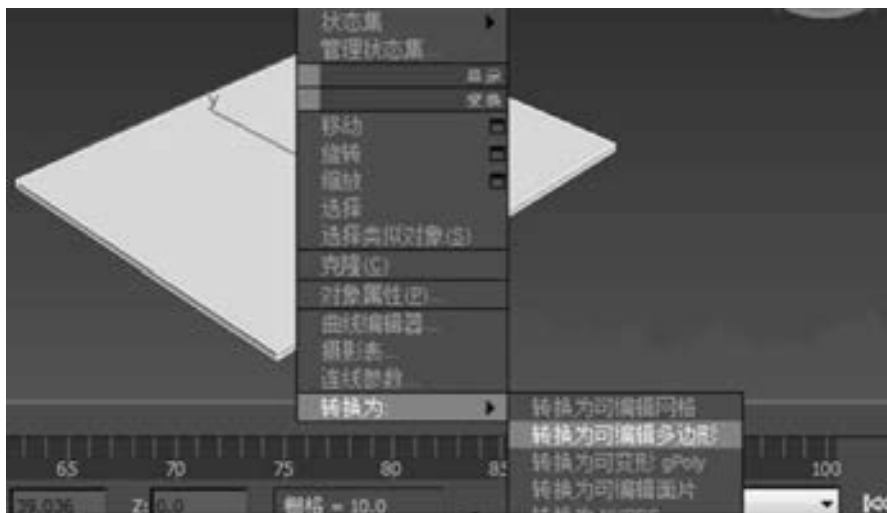 状态集
管理状态集...
显示
变换
y
移动
旋转
缩放
选择
选择类似对象(S)
克隆(C)
对象属性(P)...
曲线编辑器...
摄影表...
连线参数...
转换为:
转换为可编辑网格
转换为可编辑多边形
转换为可变形 gPoly
转换为可编辑面片
65 70 75 80 85 100
39.036 Z: 0.0 栅格 = 10.0